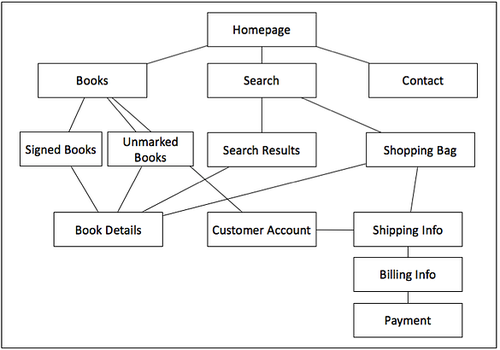 Homepage
Books
Search
Contact
Signed Books
Unmarked
Books
Search Results
Shopping Bag
Book Details
Customer Account
Shipping Info
Billing Info
Payment